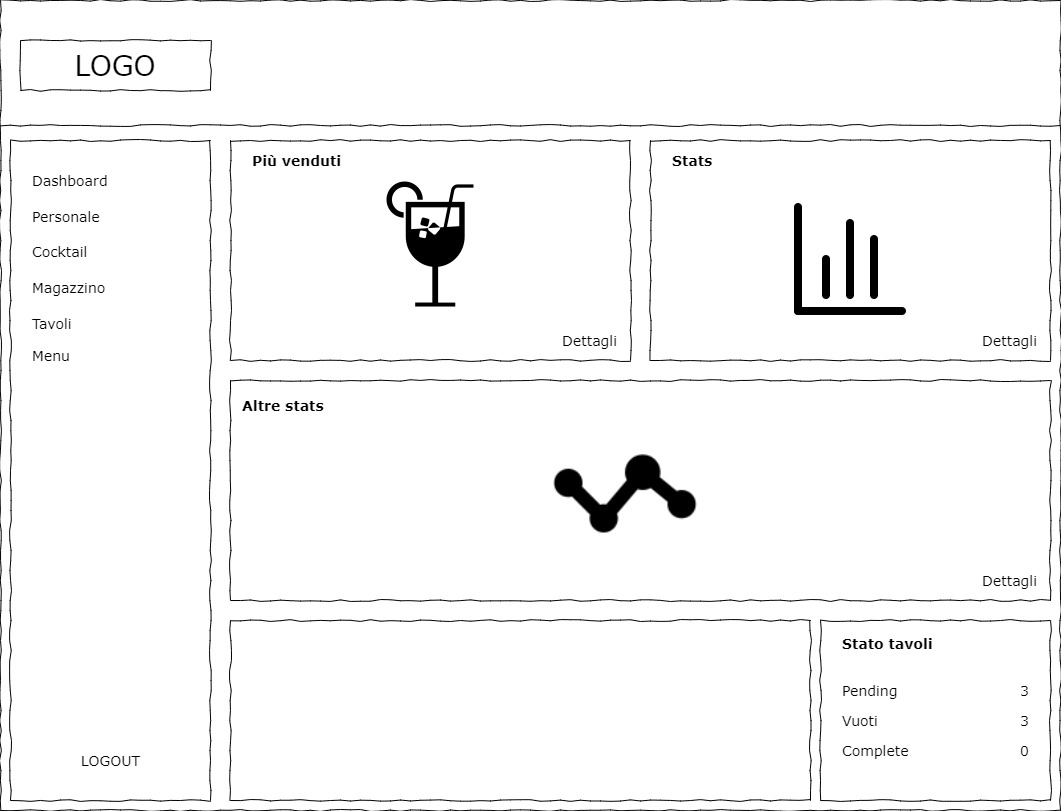 LOGO
Dashboard
Personale
Cocktail
Magazzino
Tavoli
Menu
LOGOUT
Più venduti
Dettagli
Stats
Dettagli
Altre stats
Dettagli
Stato tavoli
Pending 3
Vuoti 3
Complete 0